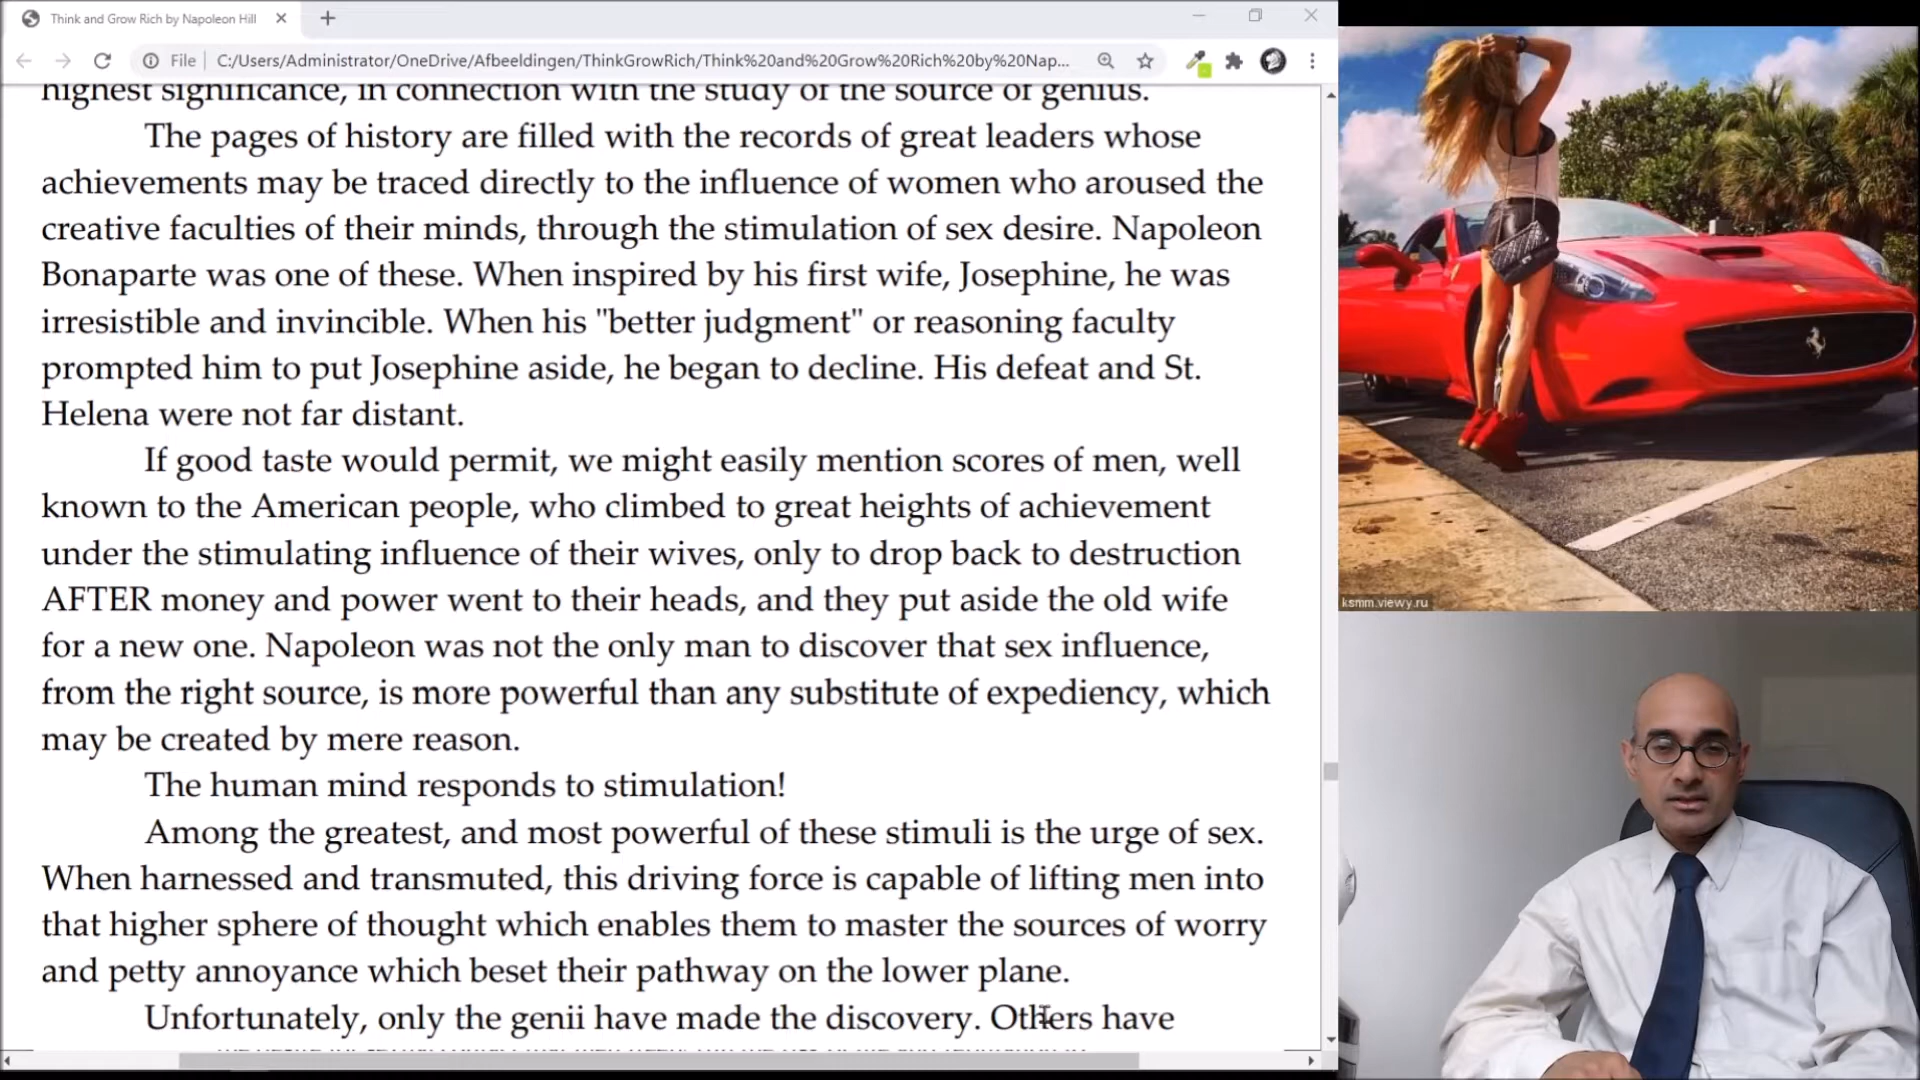 Think and Grow Rich by Napoleon Hill
File
C:/Users/Administrator/OneDrive/Afbeeldingen/ThinkGrowRich/Think%20and%20Grow%20Rich%20by%20Nap...
highest significance, in connection with the study of the source of genius.
The pages of history are filled with the records of great leaders whose
achievements may be traced directly to the influence of women who aroused the
creative faculties of their minds, through the stimulation of sex desire. Napoleon
Bonaparte was one of these. When inspired by his first wife, Josephine, he was
irresistible and invincible. When his "better judgment" or reasoning faculty
prompted him to put Josephine aside, he began to decline. His defeat and St.
Helena were not far distant.
If good taste would permit, we might easily mention scores of men, well
known to the American people, who climbed to great heights of achievement
under the stimulating influence of their wives, only to drop back to destruction
AFTER money and power went to their heads, and they put aside the old wife
for a new one. Napoleon was not the only man to discover that sex influence,
from the right source, is more powerful than any substitute of expediency, which
may be created by mere reason.
The human mind responds to stimulation!
Among the greatest, and most powerful of these stimuli is the urge of sex.
When harnessed and transmuted, this driving force is capable of lifting men into
that higher sphere of thought which enables them to master the sources of worry
and petty annoyance which beset their pathway on the lower plane.
Unfortunately, only the genii have made the discovery. Others have
ksmm.viewy.ru